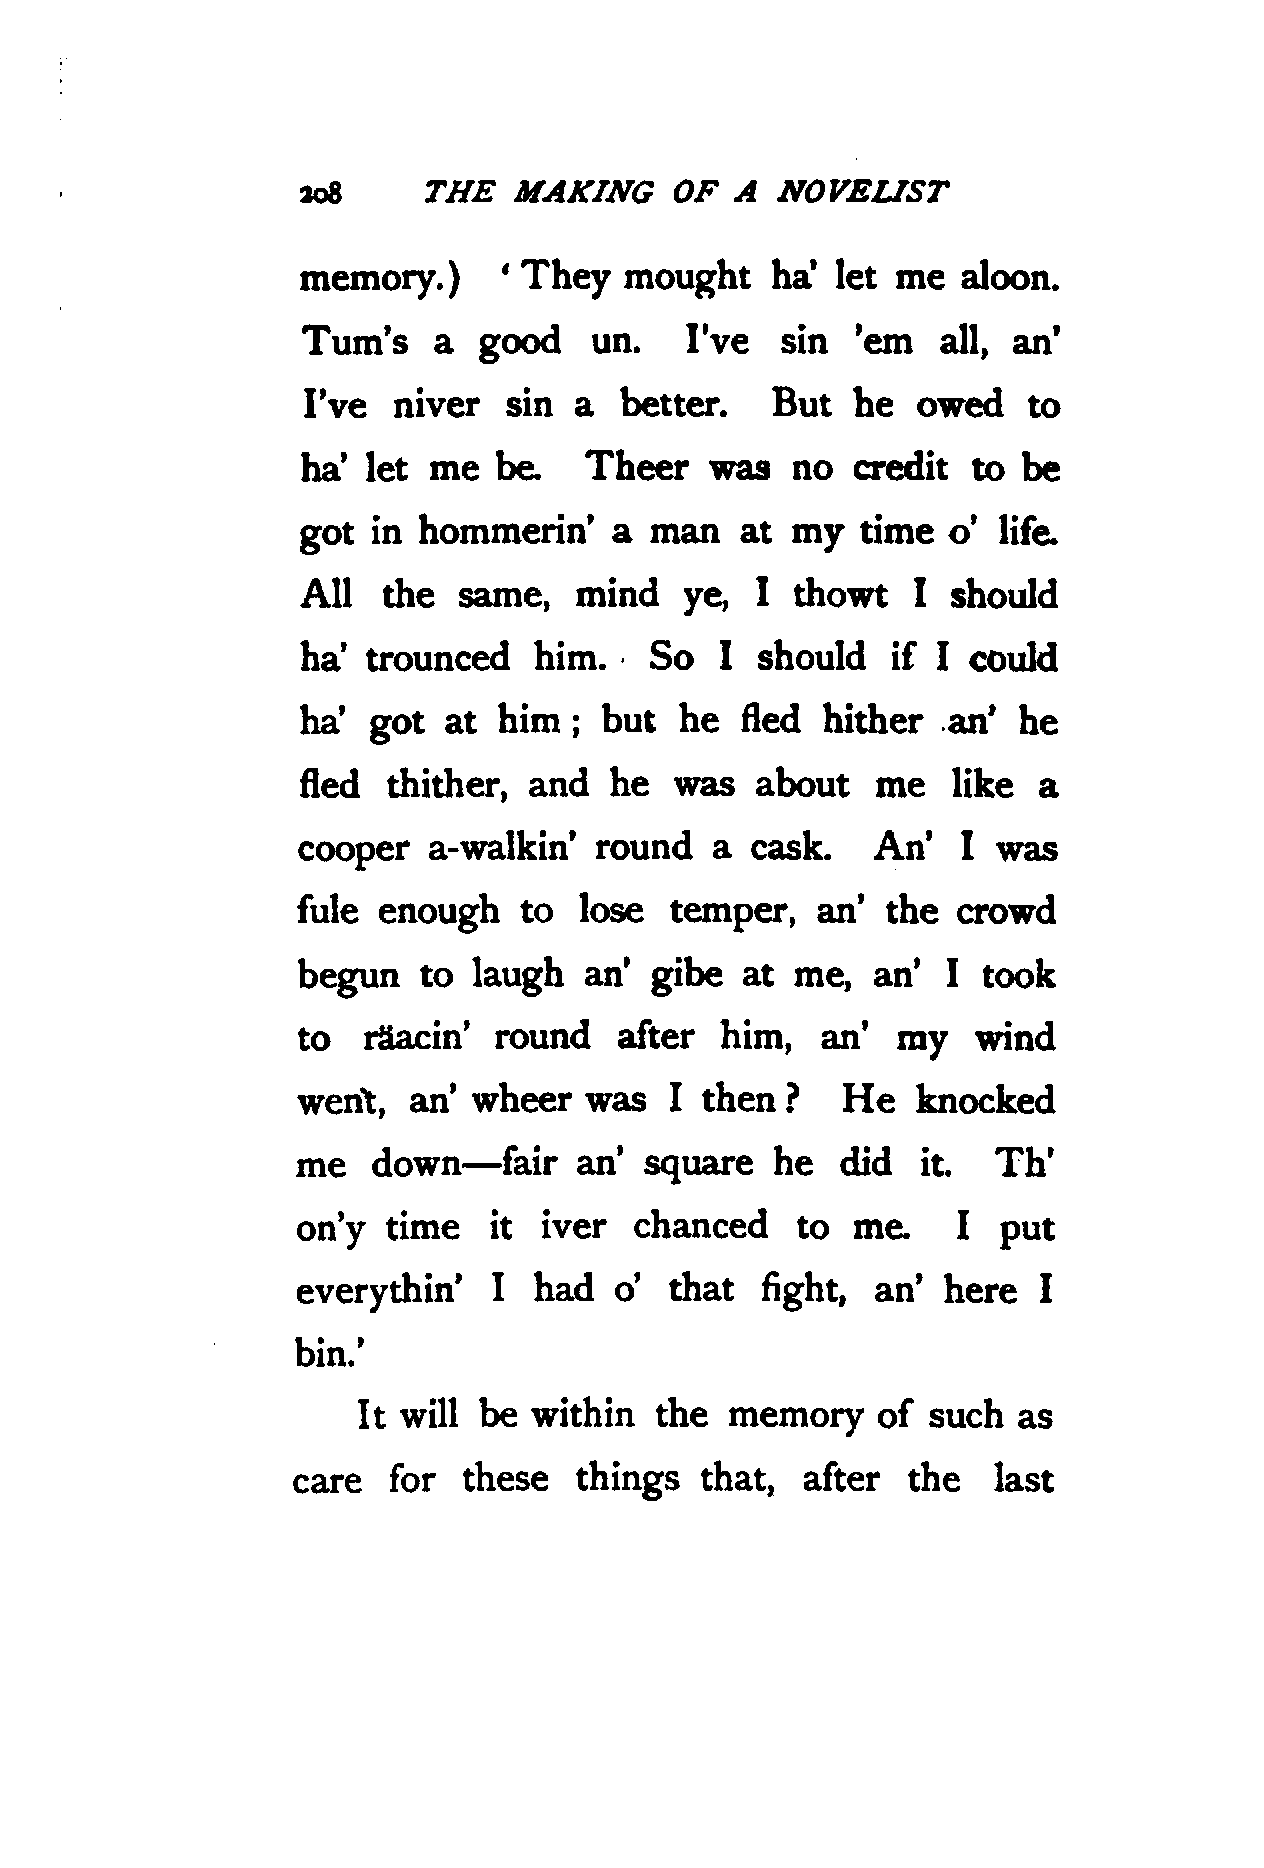 208 THE MAKING OF A NOVELIST
memory.) ‘They mought ha’ let me aloon.
Tum’s a good un. I’ve sin ’em all, an’
I’ve niver sin a better. But he owed to
ha’ let me be. Theer was no credit to be
got in hommerin’ a man at my time o’ life.
All the same, mind ye, I thowt I should
ha’ trounced him. So I should if I could
ha’ got at him; but he fled hither an’ he
fled thither, and he was about me like a
cooper a-walkin’ round a cask. An’ I was
fule enough to lose temper, an’ the crowd
begun to laugh an’ gibe at me, an’ I took
to räacin’ round after him, an’ my wind
went, an’ wheer was I then? He knocked
me down—fair an’ square he did it. Th’
on’y time it iver chanced to me. I put
everythin’ I had o’ that fight, an’ here I
bin.’
It will be within the memory of such as
care for these things that, after the last